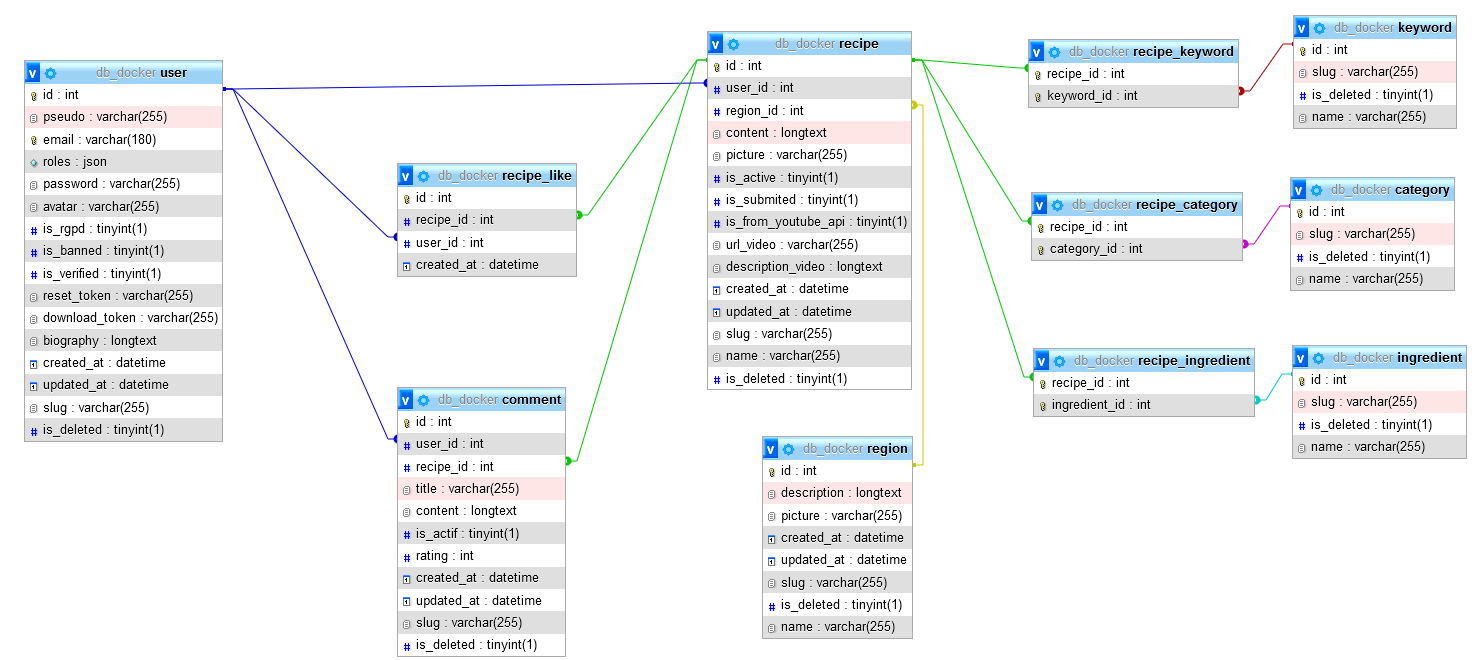 v db_docker user
id : int
pseudo : varchar(255)
email : varchar(180)
roles : json
password : varchar(255)
avatar : varchar(255)
is_rgpd : tinyint(1)
is_banned : tinyint(1)
is_verified : tinyint(1)
reset_token : varchar(255)
download_token : varchar(255)
biography : longtext
created_at : datetime
updated_at : datetime
slug : varchar(255)
is_deleted : tinyint(1)
v db_docker recipe_like
id : int
recipe_id : int
user_id : int
created_at : datetime
v db_docker comment
id : int
user_id : int
recipe_id : int
title : varchar(255)
content : longtext
is_actif : tinyint(1)
rating : int
created_at : datetime
updated_at : datetime
slug : varchar(255)
is_deleted : tinyint(1)
v db_docker recipe
id : int
user_id : int
region_id : int
content : longtext
picture : varchar(255)
is_active : tinyint(1)
is_submited : tinyint(1)
is_from_youtube_api : tinyint(1)
url_video : varchar(255)
description_video : longtext
created_at : datetime
updated_at : datetime
slug : varchar(255)
name : varchar(255)
is_deleted : tinyint(1)
v db_docker region
id : int
description : longtext
picture : varchar(255)
created_at : datetime
updated_at : datetime
slug : varchar(255)
is_deleted : tinyint(1)
name : varchar(255)
v db_docker recipe_keyword
recipe_id : int
keyword_id : int
v db_docker keyword
id : int
slug : varchar(255)
is_deleted : tinyint(1)
name : varchar(255)
v db_docker recipe_category
recipe_id : int
category_id : int
v db_docker category
id : int
slug : varchar(255)
is_deleted : tinyint(1)
name : varchar(255)
v db_docker recipe_ingredient
recipe_id : int
ingredient_id : int
v db_docker ingredient
id : int
slug : varchar(255)
is_deleted : tinyint(1)
name : varchar(255)